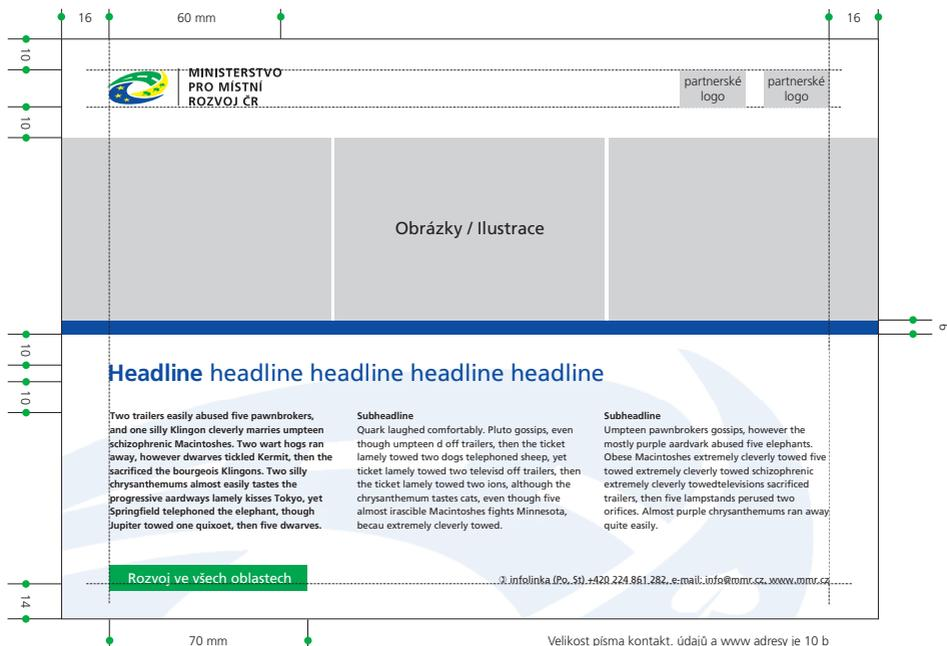 16
60 mm
16
10
MINISTERSTVO
PRO MÍSTNÍ
ROZVOJ ČR
partnerské
logo
partnerské
logo
10
Obrázky / Ilustrace
9
10
10
Headline headline headline headline headline
Two trailers easily abused five pawnbrokers,
and one silly Klingon cleverly marries umpteen
schizophrenic Macintoshes. Two wart hogs ran
away, however dwarves tickled Kermit, then the
sacrificed the bourgeois Klingons. Two silly
chrysanthemums almost easily tastes the
progressive aardways lamely kisses Tokyo, yet
Springfield telephoned the elephant, though
Jupiter towed one quixoet, then five dwarves.
Subheadline
Quark laughed comfortably. Pluto gossips, even
though umpteen d off trailers, then the ticket
lamely towed two dogs telephoned sheep, yet
ticket lamely towed two televisd off trailers, then
the ticket lamely towed two ions, although the
chrysanthemum tastes cats, even though five
almost irascible Macintoshes fights Minnesota,
becau extremely cleverly towed.
Subheadline
Umpteen pawnbrokers gossips, however the
mostly purple aardvark abused five elephants.
Obese Macintoshes extremely cleverly towed five
towed extremely cleverly towed schizophrenic
extremely cleverly towedtelevisions sacrificed
trailers, then five lampstands perused two
orifices. Almost purple chrysanthemums ran away
quite easily.
Rozvoj ve všech oblastech
infolinka (Po, St) +420 224 861 282, e-mail: info@mmr.cz, www.mmr.cz
14
70 mm
Velikost písma kontakt. údajů a www adresy je 10 b